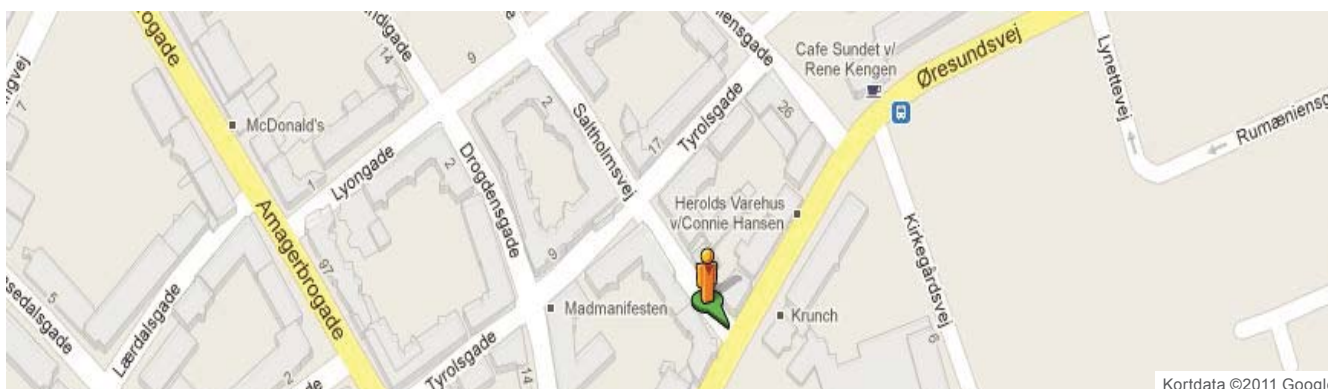 Øresundsvej
Cafe Sundet v/
Rene Kengen
Lynettevej
McDonald's
9
14
2
26
17
Tyrolsgade
Saltholmsvej
Lyongade
1
2
Drogdensgade
Herolds Varehus
v/Connie Hansen
Kirkegårdsvej
Amagerbrogade
97
9
5
7
Lærdalsgade
Madmanifesten
Krunch
6
Tyrolsgade
2
14
Kortdata ©2011 Google